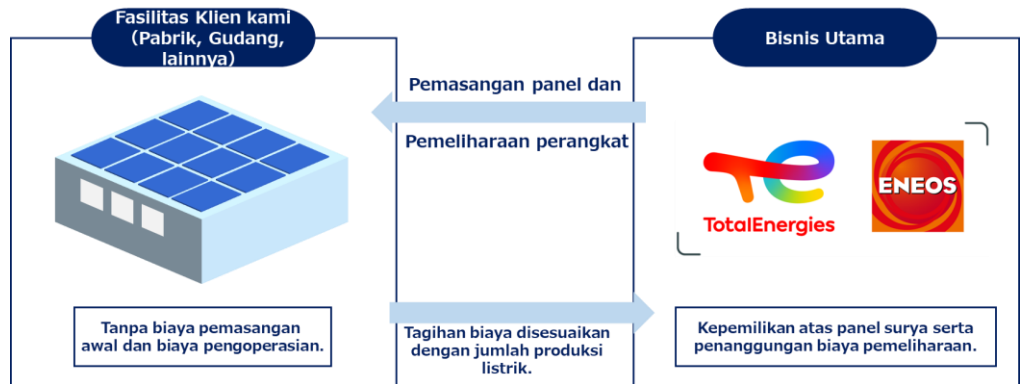 Fasilitas Klien kami
(Pabrik, Gudang,
lainnya)
Bisnis Utama
Pemasangan panel dan
Pemeliharaan perangkat
TotalEnergies
ENEOS
Tanpa biaya pemasangan
awal dan biaya pengoperasian.
Tagihan biaya disesuaikan
dengan jumlah produksi
listrik.
Kepemilikan atas panel surya serta
penanggungan biaya pemeliharaan.